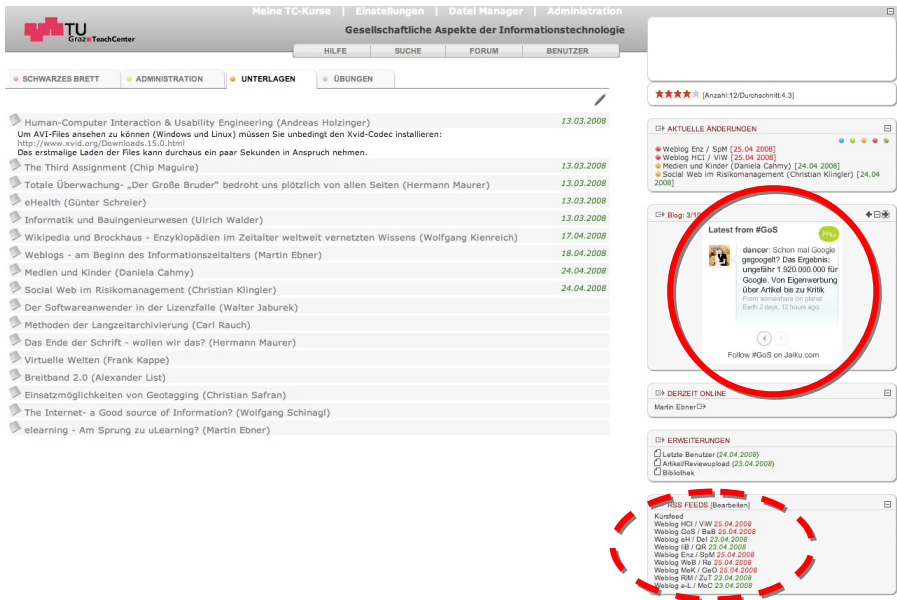 Meine TC-Kurse | Einstellungen | Datei Manager | Administration
TU
Graz TeachCenter
Gesellschaftliche Aspekte der Informationstechnologie
HILFE SUCHE FORUM BENUTZER
SCHWARZES BRETT ADMINISTRATION UNTERLAGEN ÜBUNGEN
Human-Computer Interaction & Usability Engineering (Andreas Holzinger) 13.03.2008
Um AVI-Files ansehen zu können (Windows und Linux) müssen Sie unbedingt den Xvid-Codec installieren:
http://www.xvid.org/Downloads.15.0.html
Das erstmalige Laden der Files kann durchaus ein paar Sekunden in Anspruch nehmen.
The Third Assignment (Chip Maguire) 13.03.2008
Totale Überwachung- „Der Große Bruder" bedroht uns plötzlich von allen Seiten (Hermann Maurer) 13.03.2008
eHealth (Günter Schreier) 13.03.2008
Informatik und Bauingenieurwesen (Ulrich Walder) 13.03.2008
Wikipedia und Brockhaus - Enzyklopädien im Zeitalter weltweit vernetzten Wissens (Wolfgang Kienreich) 17.04.2008
Weblogs - am Beginn des Informationszeitalters (Martin Ebner) 18.04.2008
Medien und Kinder (Daniela Cahmy) 24.04.2008
Social Web im Risikomanagement (Christian Klingler) 24.04.2008
Der Softwareanwender in der Lizenzfalle (Walter Jaburek)
Methoden der Langzeitarchivierung (Carl Rauch)
Das Ende der Schrift - wollen wir das? (Hermann Maurer)
Virtuelle Welten (Frank Kappe)
Breitband 2.0 (Alexander List)
Einsatzmöglichkeiten von Geotagging (Christian Safran)
The Internet- a Good source of Information? (Wolfgang Schinagl)
elearning - Am Sprung zu uLearning? (Martin Ebner)
[Anzahl:12/Durchschnitt:4.3]
AKTUELLE ÄNDERUNGEN
Weblog Enz / SpM [25.04 2008]
Weblog HCI / ViW [25.04 2008]
Medien und Kinder (Daniela Cahmy) [24.04 2008]
Social Web im Risikomanagement (Christian Klingler) [24.04
2008]
Blog: 3/10
Latest from #GoS
Jaiku
dancer: Schon mal Google
gegoogelt? Das Ergebnis:
ungefähr 1.920.000.000 für
Google. Von Eigenwerbung
über Artikel bis zu Kritik
From somewhere on planet
Earth 2 days, 12 hours ago.
Follow #GoS on Jaiku.com
DERZEIT ONLINE
Martin Ebner
ERWEITERUNGEN
Letzte Benutzer (24.04.2008)
Artikel/Reviewupload (23.04.2008)
Bibliothek
RSS FEEDS [Bearbeiten]
Kursfeed
Weblog HCI / ViW 25.04.2008
Weblog GoS / BaB 25.04.2008
Weblog eH / Del 23.04.2008
Weblog IiB / QR 23.04.2008
Weblog Enz / SpM 25.04.2008
Weblog WeB / Re 25.04.2008
Weblog MeK / GeO 25.04.2008
Weblog RiM / ZuT 23.04.2008
Weblog e-L / MoC 23.04.2008